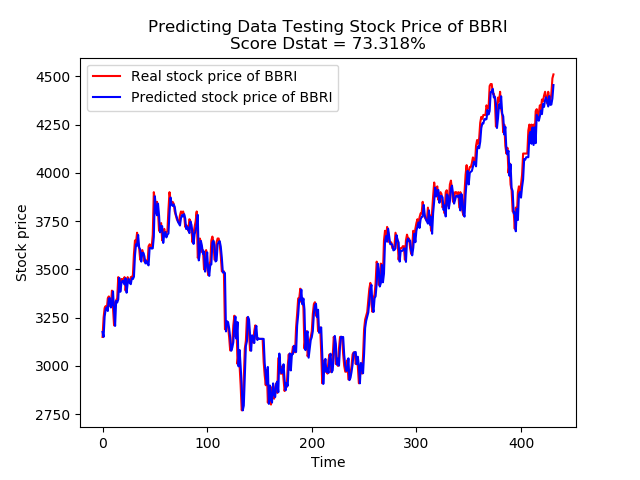 Predicting Data Testing Stock Price of BBRI
Score Dstat = 73.318%
Real stock price of BBRI
Predicted stock price of BBRI
Stock price
4500
4250
4000
3750
3500
3250
3000
2750
0 100 200 300 400
Time